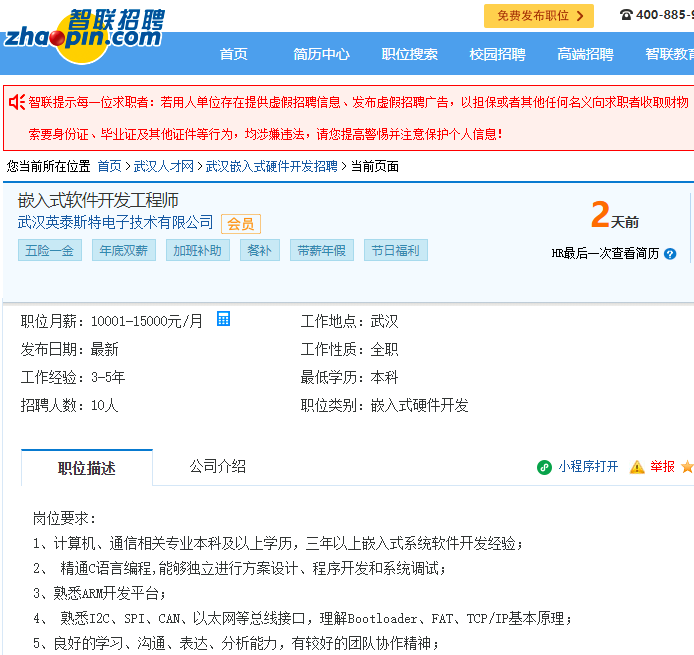 智联招聘
zhaopin.com
免费发布职位
400-885-9
首页 简历中心 职位搜索 校园招聘 高端招聘 智联教育
智联提示每一位求职者：若用人单位存在提供虚假招聘信息、发布虚假招聘广告，以担保或者其他任何名义向求职者收取财物
索要身份证、毕业证及其他证件等行为，均涉嫌违法，请您提高警惕并注意保护个人信息！
您当前所在位置 首页 > 武汉人才网 > 武汉嵌入式硬件开发招聘 > 当前页面
嵌入式软件开发工程师
武汉英泰斯特电子技术有限公司 会员
五险一金 年底双薪 加班补助 餐补 带薪年假 节日福利
2天前
HR最后一次查看简历 ?
职位月薪：10001-15000元/月 工作地点：武汉
发布日期：最新 工作性质：全职
工作经验：3-5年 最低学历：本科
招聘人数：10人 职位类别：嵌入式硬件开发
职位描述 公司介绍 小程序打开 举报
岗位要求：
1、计算机、通信相关专业本科及以上学历，三年以上嵌入式系统软件开发经验；
2、 精通C语言编程,能够独立进行方案设计、程序开发和系统调试；
3、熟悉ARM开发平台；
4、 熟悉I2C、SPI、CAN、以太网等总线接口，理解Bootloader、FAT、TCP/IP基本原理；
5、良好的学习、沟通、表达、分析能力，有较好的团队协作精神；